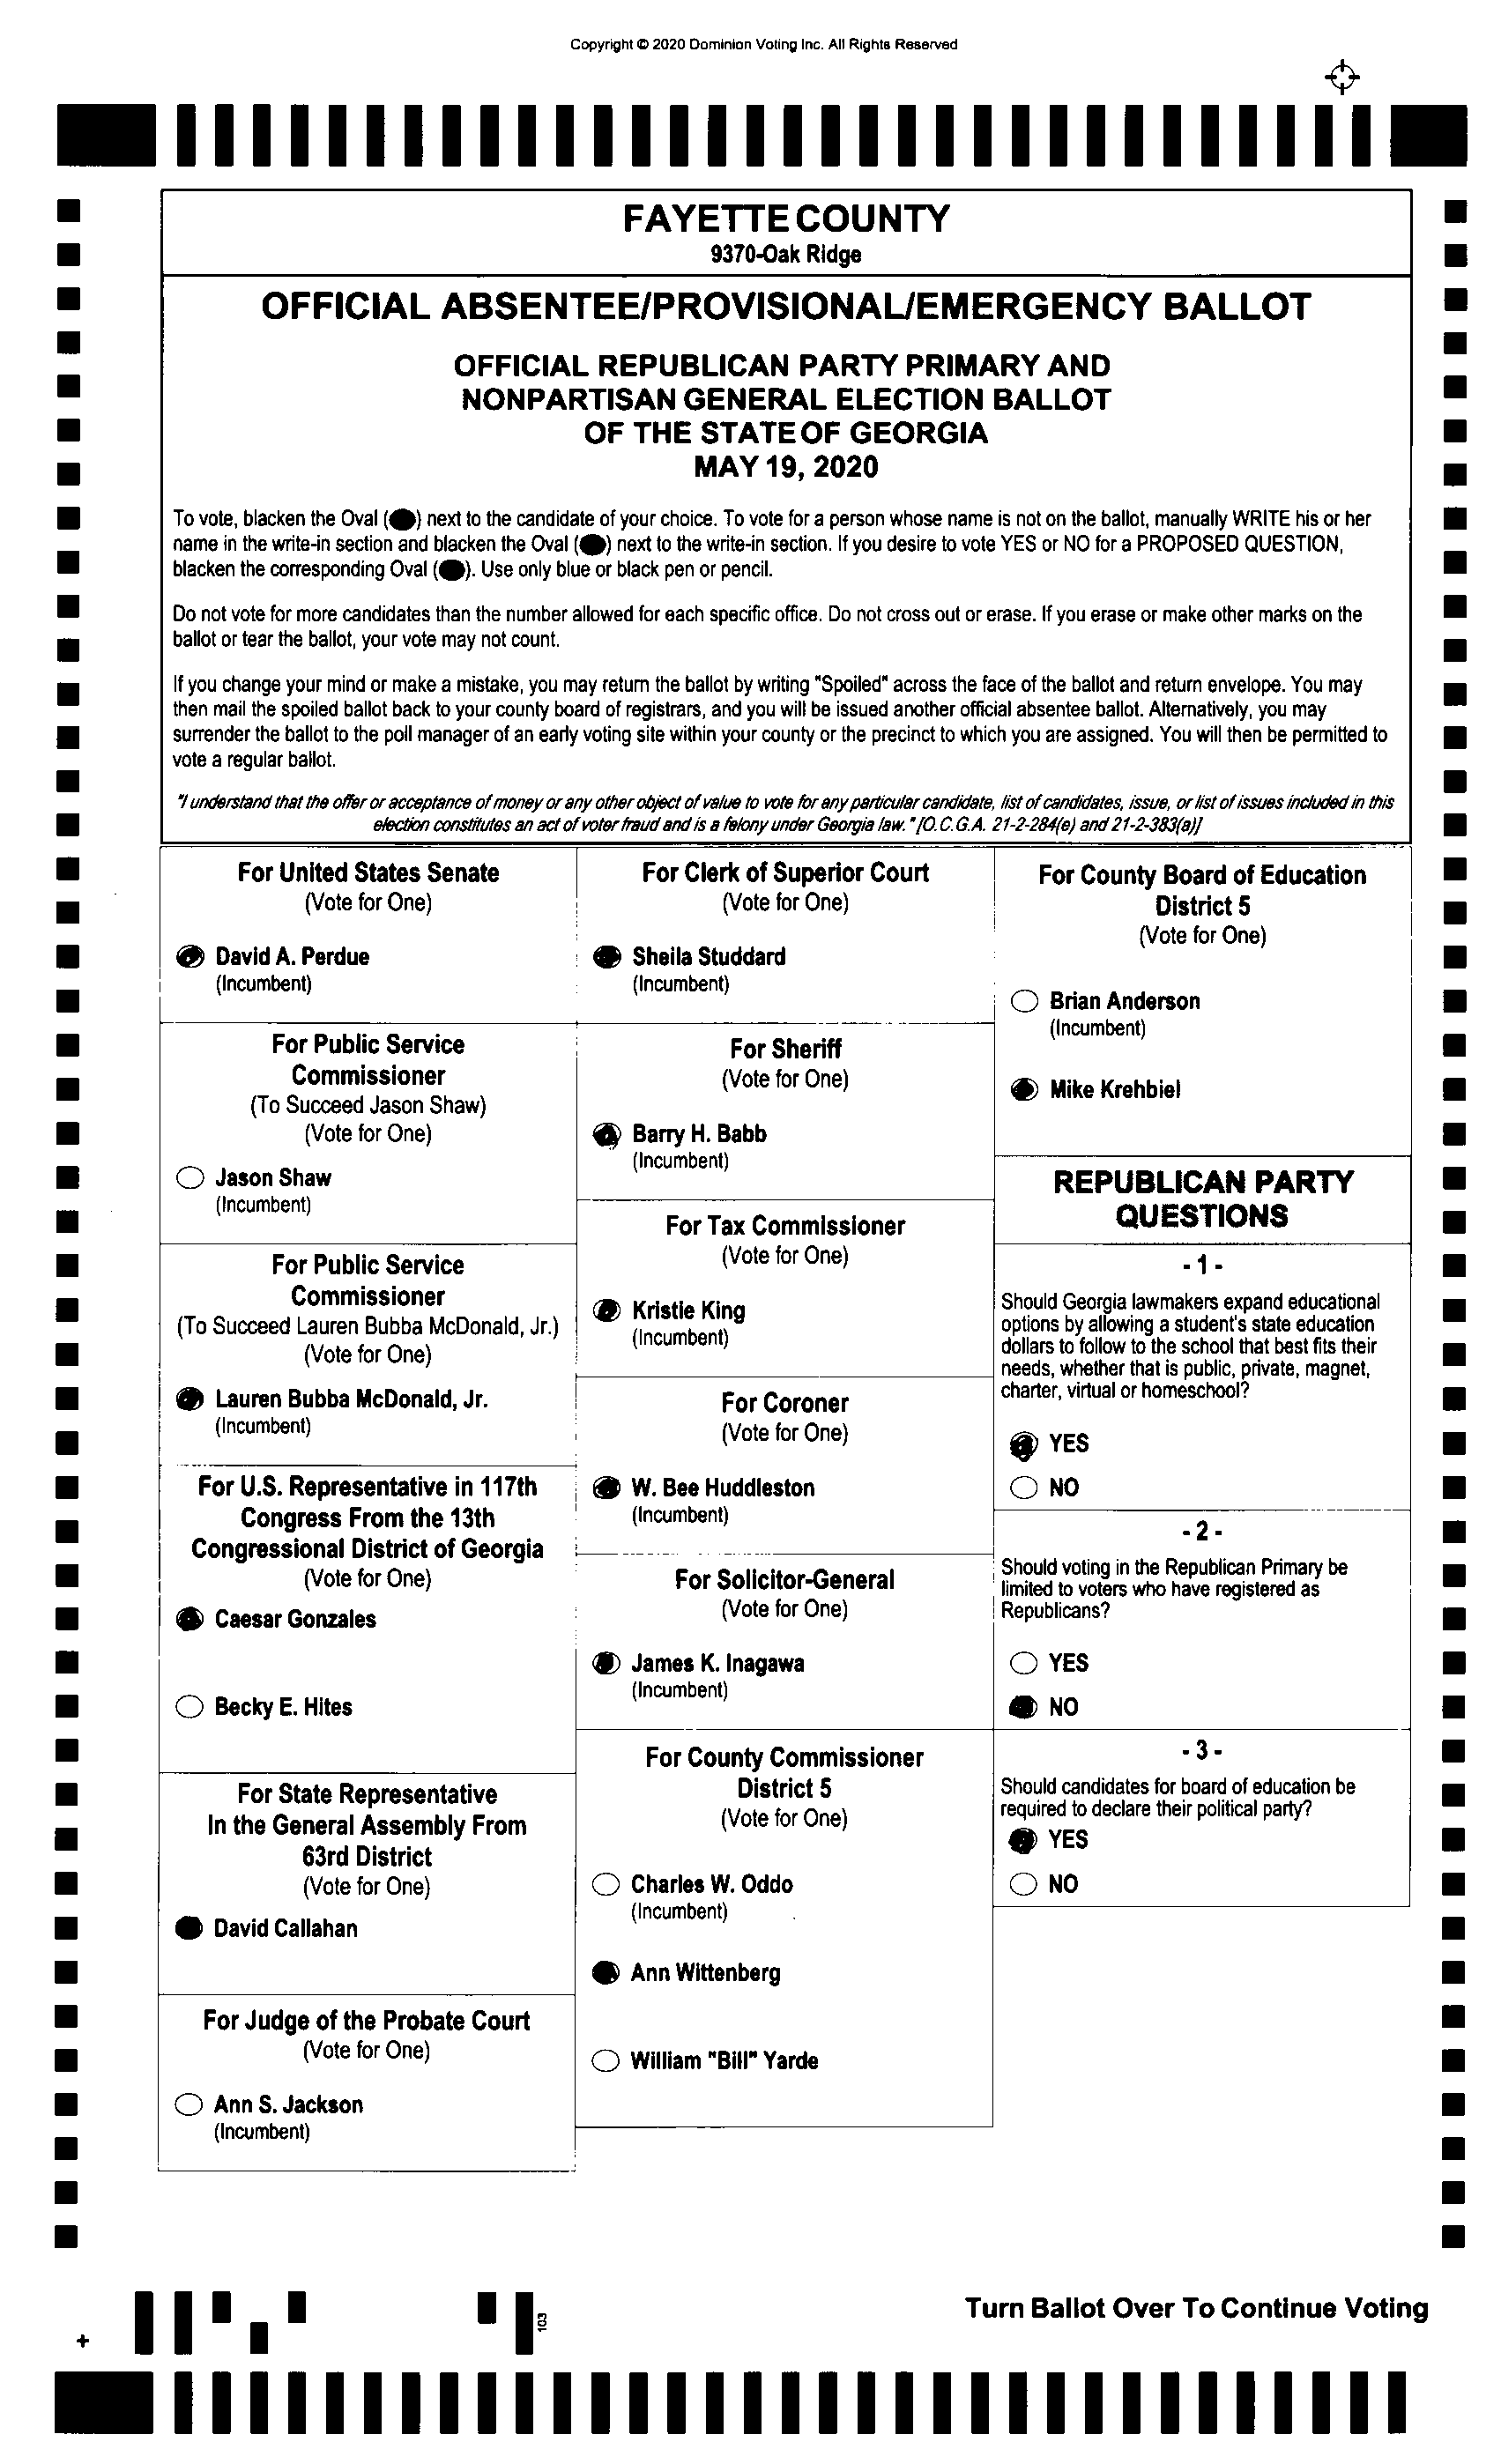 Copyright © 2020 Dominion Voting Inc. All Rights Reserved
FAYETTE COUNTY
9370-Oak Ridge
OFFICIAL ABSENTEE/PROVISIONAL/EMERGENCY BALLOT
OFFICIAL REPUBLICAN PARTY PRIMARY AND
NONPARTISAN GENERAL ELECTION BALLOT
OF THE STATE OF GEORGIA
MAY 19, 2020
To vote, blacken the Oval (⬬) next to the candidate of your choice. To vote for a person whose name is not on the ballot, manually WRITE his or her
name in the write-in section and blacken the Oval (⬬) next to the write-in section. If you desire to vote YES or NO for a PROPOSED QUESTION,
blacken the corresponding Oval (⬬). Use only blue or black pen or pencil.
Do not vote for more candidates than the number allowed for each specific office. Do not cross out or erase. If you erase or make other marks on the
ballot or tear the ballot, your vote may not count.
If you change your mind or make a mistake, you may return the ballot by writing "Spoiled" across the face of the ballot and return envelope. You may
then mail the spoiled ballot back to your county board of registrars, and you will be issued another official absentee ballot. Alternatively, you may
surrender the ballot to the poll manager of an early voting site within your county or the precinct to which you are assigned. You will then be permitted to
vote a regular ballot.
"I understand that the offer or acceptance of money or any other object of value to vote for any particular candidate, list of candidates, issue, or list of issues included in this
election constitutes an act of voter fraud and is a felony under Georgia law." [O.C.G.A. 21-2-284(e) and 21-2-383(a)]
For United States Senate
(Vote for One)
David A. Perdue
(Incumbent)
For Public Service
Commissioner
(To Succeed Jason Shaw)
(Vote for One)
Jason Shaw
(Incumbent)
For Public Service
Commissioner
(To Succeed Lauren Bubba McDonald, Jr.)
(Vote for One)
Lauren Bubba McDonald, Jr.
(Incumbent)
For U.S. Representative in 117th
Congress From the 13th
Congressional District of Georgia
(Vote for One)
Caesar Gonzales
Becky E. Hites
For State Representative
In the General Assembly From
63rd District
(Vote for One)
David Callahan
For Judge of the Probate Court
(Vote for One)
Ann S. Jackson
(Incumbent)
For Clerk of Superior Court
(Vote for One)
Sheila Studdard
(Incumbent)
For Sheriff
(Vote for One)
Barry H. Babb
(Incumbent)
For Tax Commissioner
(Vote for One)
Kristie King
(Incumbent)
For Coroner
(Vote for One)
W. Bee Huddleston
(Incumbent)
For Solicitor-General
(Vote for One)
James K. Inagawa
(Incumbent)
For County Commissioner
District 5
(Vote for One)
Charles W. Oddo
(Incumbent)
Ann Wittenberg
William "Bill" Yarde
For County Board of Education
District 5
(Vote for One)
Brian Anderson
(Incumbent)
Mike Krehbiel
REPUBLICAN PARTY
QUESTIONS
- 1 -
Should Georgia lawmakers expand educational
options by allowing a student's state education
dollars to follow to the school that best fits their
needs, whether that is public, private, magnet,
charter, virtual or homeschool?
YES
NO
- 2 -
Should voting in the Republican Primary be
limited to voters who have registered as
Republicans?
YES
NO
- 3 -
Should candidates for board of education be
required to declare their political party?
YES
NO
103
Turn Ballot Over To Continue Voting